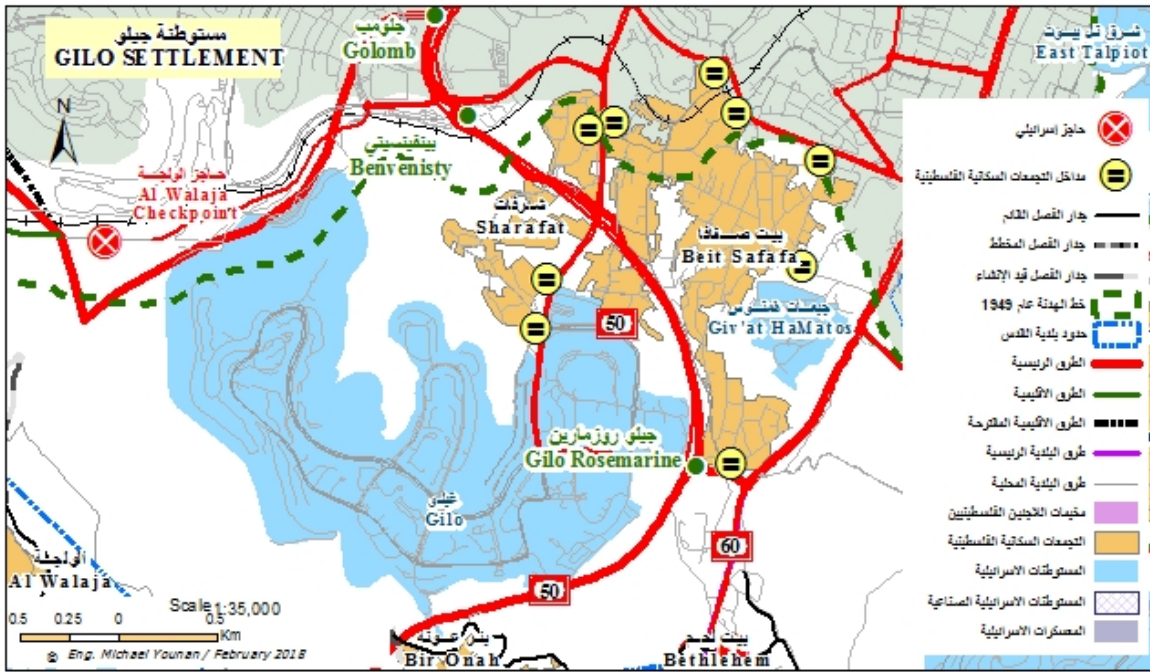 مستوطنة جيلو
GILO SETTLEMENT
جلومب
Golomb
شرق تل بيوت
East Talpiot
N
بينفينيستي
Benvenisty
حاجز الولجة
Al Walaja
Checkpoint
شرفات
Sharafat
بيت صفافا
Beit Safafa
جبعات همتوس
Giv'at HaMatos
50
جيلو روزمارين
Gilo Rosemarine
غيلو
Gilo
60
50
الولجة
Al Walaja
بئر عونه
Bir Onah
بيت لحم
Bethlehem
Scale 1:35,000
0.5 0.25 0 0.5
Km
© Eng. Michael Younan / February 2018
حاجز إسرائيلي
مداخل التجمعات السكانية الفلسطينية
جدار الفصل القائم
جدار الفصل المخطط
جدار الفصل قيد الإنشاء
خط الهدنة عام 1949
حدود بلدية القدس
الطرق الرئيسية
الطرق الاقليمية
الطرق الاقليمية المقترحة
طرق البلدية الرئيسية
طرق البلدية المحلية
مخيمات اللاجئين الفلسطينيين
التجمعات السكانية الفلسطينية
المستوطنات الاسرائيلية
المستوطنات الاسرائيلية الصناعية
المعسكرات الاسرائيلية